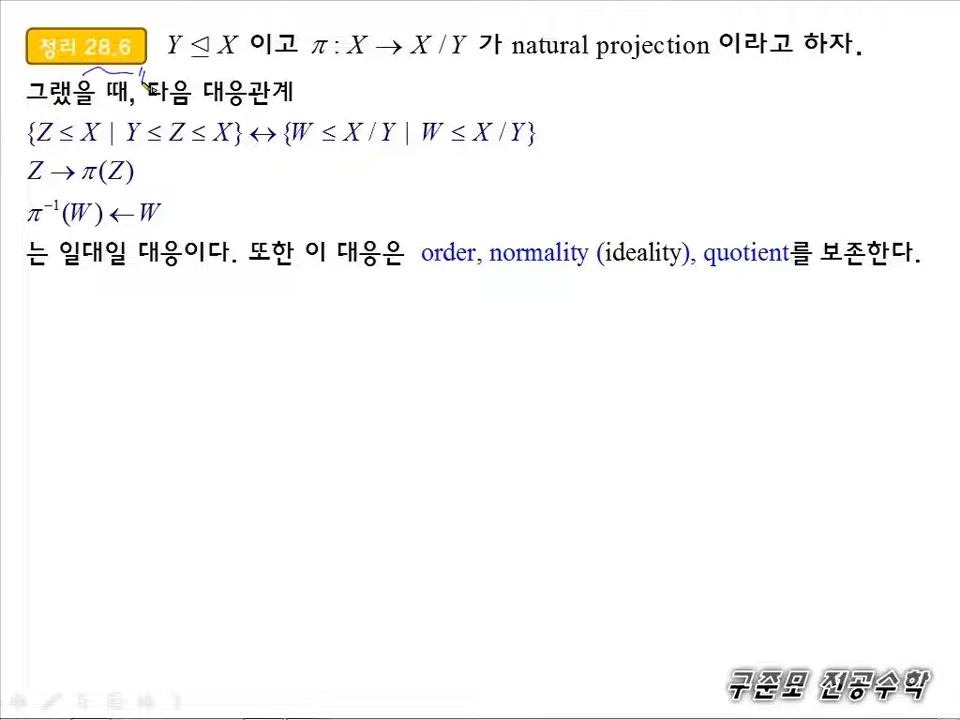 정리 28.6 Y ⊴ X 이고 π : X → X / Y 가 natural projection 이라고 하자.
그랬을 때, 다음 대응관계
{Z ≤ X | Y ≤ Z ≤ X} ↔ {W ≤ X / Y | W ≤ X / Y}
Z → π(Z)
π⁻¹(W) ← W
는 일대일 대응이다. 또한 이 대응은 order, normality (ideality), quotient를 보존한다.
구준모 전공수학